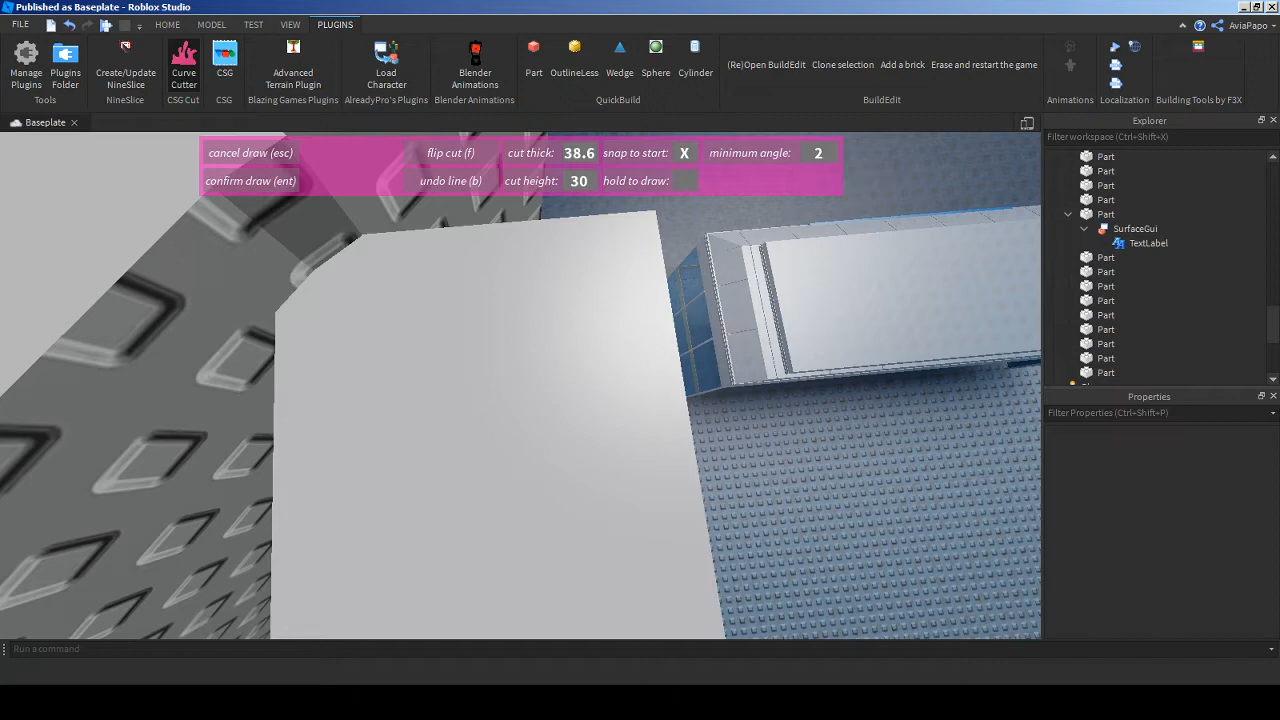 Published as Baseplate - Roblox Studio
FILE HOME MODEL TEST VIEW PLUGINS AviaPapo
Manage Plugins
Plugins Folder
Tools
Create/Update NineSlice
NineSlice
Curve Cutter
CSG Cut
CSG
CSG
Advanced Terrain Plugin
Blazing Games Plugins
Load Character
AlreadyPro's Plugins
Blender Animations
Blender Animations
Part OutlineLess Wedge Sphere Cylinder
QuickBuild
(Re)Open BuildEdit Clone selection Add a brick Erase and restart the game
BuildEdit
Animations
Localization
Building Tools by F3X
Baseplate
cancel draw (esc) flip cut (f) cut thick: 38.6 snap to start: X minimum angle: 2
confirm draw (ent) undo line (b) cut height: 30 hold to draw:
Explorer
Filter workspace (Ctrl+Shift+X)
Part
Part
Part
Part
Part
SurfaceGui
TextLabel
Part
Part
Part
Part
Part
Part
Part
Part
Part
Properties
Filter Properties (Ctrl+Shift+P)
Run a command